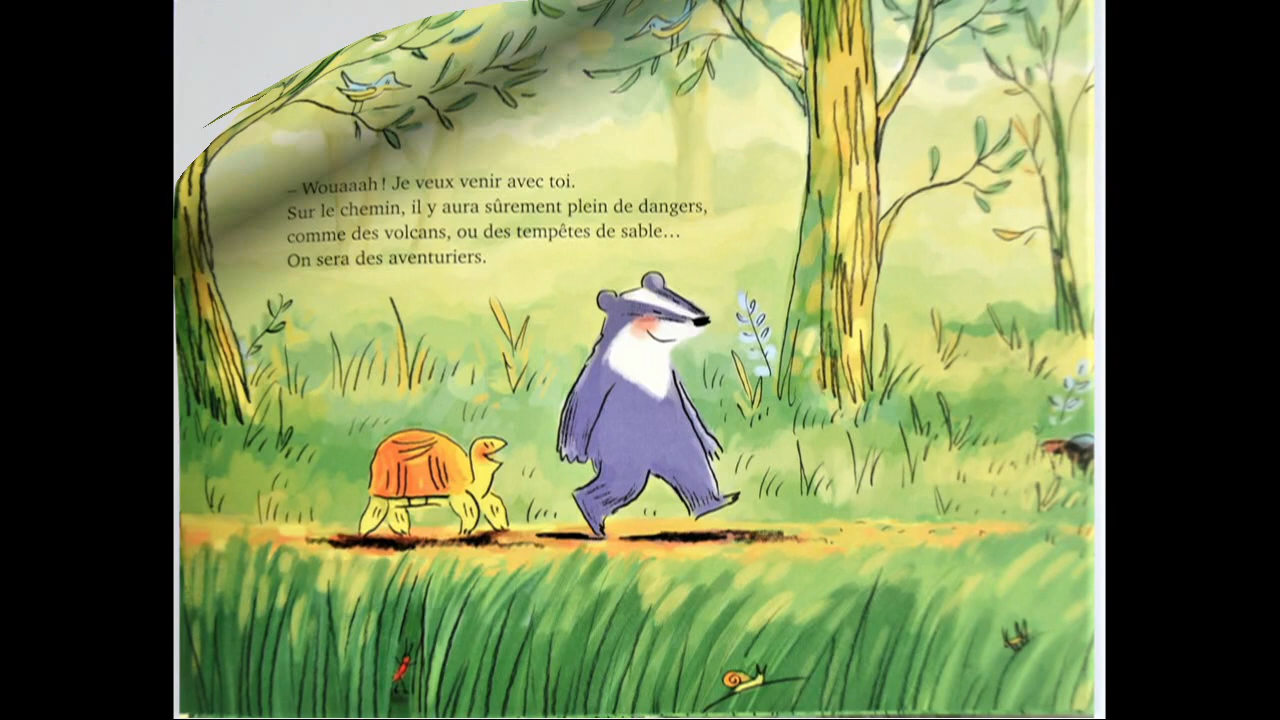 – Wouaaah ! Je veux venir avec toi.
Sur le chemin, il y aura sûrement plein de dangers,
comme des volcans, ou des tempêtes de sable…
On sera des aventuriers.